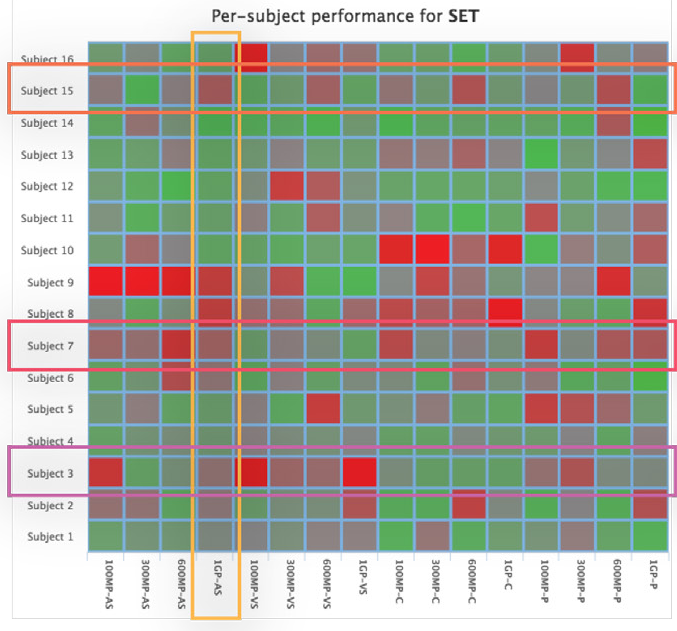 Per-subject performance for SET
Subject 16
Subject 15
Subject 14
Subject 13
Subject 12
Subject 11
Subject 10
Subject 9
Subject 8
Subject 7
Subject 6
Subject 5
Subject 4
Subject 3
Subject 2
Subject 1
100MP-AS
300MP-AS
600MP-AS
1GP-AS
100MP-VS
300MP-VS
600MP-VS
1GP-VS
100MP-C
300MP-C
600MP-C
1GP-C
100MP-P
300MP-P
600MP-P
1GP-P